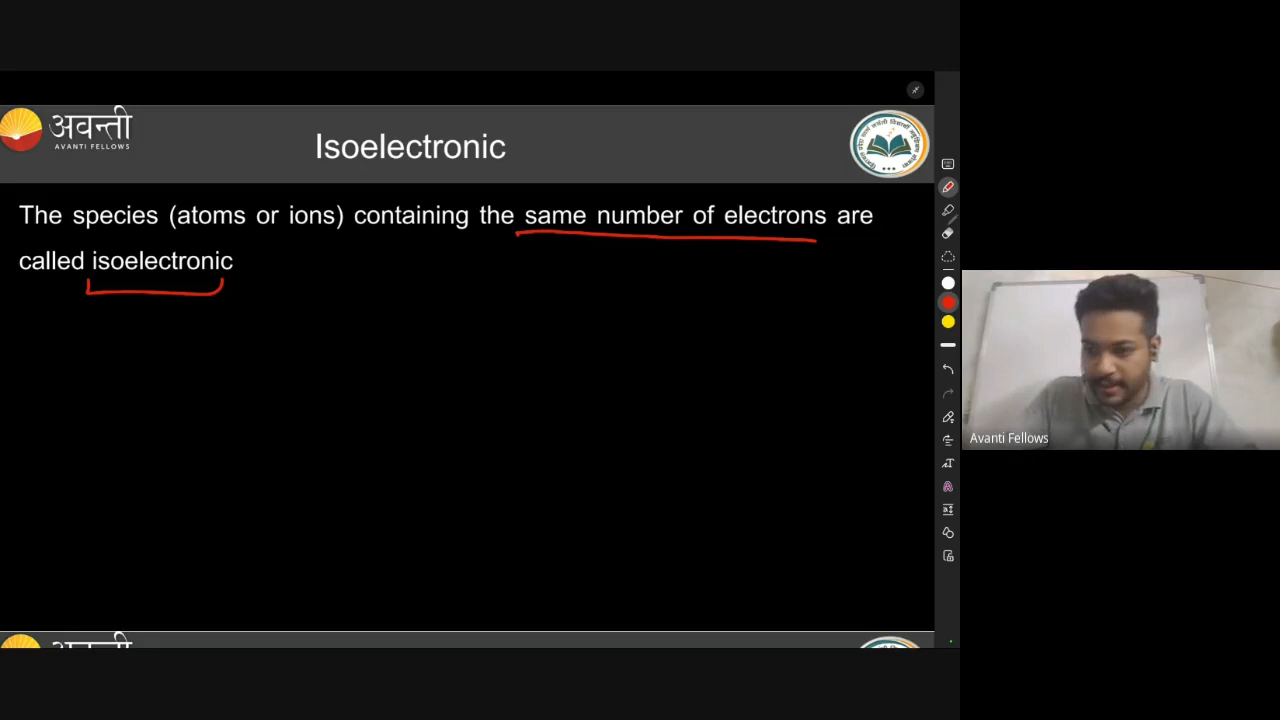 अवन्ती
AVANTI FELLOWS
Isoelectronic
The species (atoms or ions) containing the same number of electrons are
called isoelectronic
Avanti Fellows